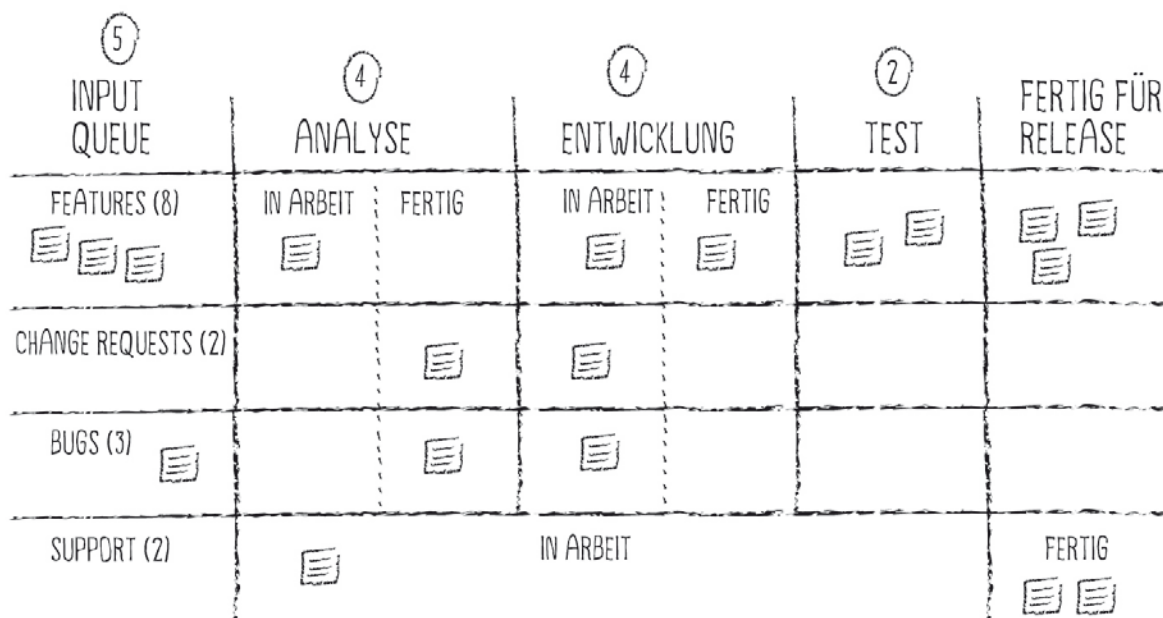 5
INPUT
QUEUE
4
ANALYSE
4
ENTWICKLUNG
2
TEST
FERTIG FÜR
RELEASE
FEATURES (8)
IN ARBEIT
FERTIG
IN ARBEIT
FERTIG
CHANGE REQUESTS (2)
BUGS (3)
SUPPORT (2)
IN ARBEIT
FERTIG